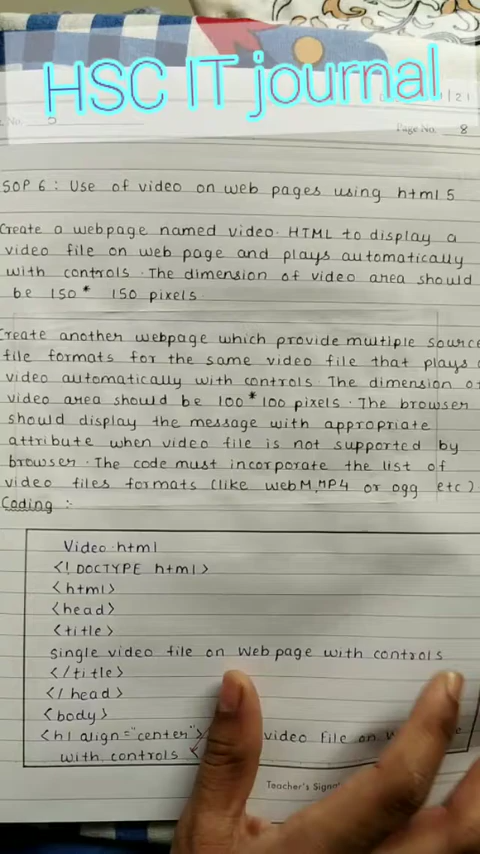 HSC IT journal
No. 5
121
Page No. 8
SOP 6 : Use of video on web pages using html 5
Create a webpage named video. HTML to display a
video file on web page and plays automatically
with controls. The dimension of video area should
be 150* 150 pixels
Create another webpage which provide multiple source
file formats for the same video file that plays
video automatically with controls. The dimension of
video area should be 100*100 pixels. The browser
should display the message with appropriate
attribute when video file is not supported by
browser. The code must incorporate the list of
video files formats (like webM, MP4 or ogg etc)
Coding :-
Video.html
<! DOCTYPE html>
<html>
<head>
<title>
single video file on Web page with controls
</title>
</head>
<body>
<h1 align="center"> video file on
with controls
Teacher's